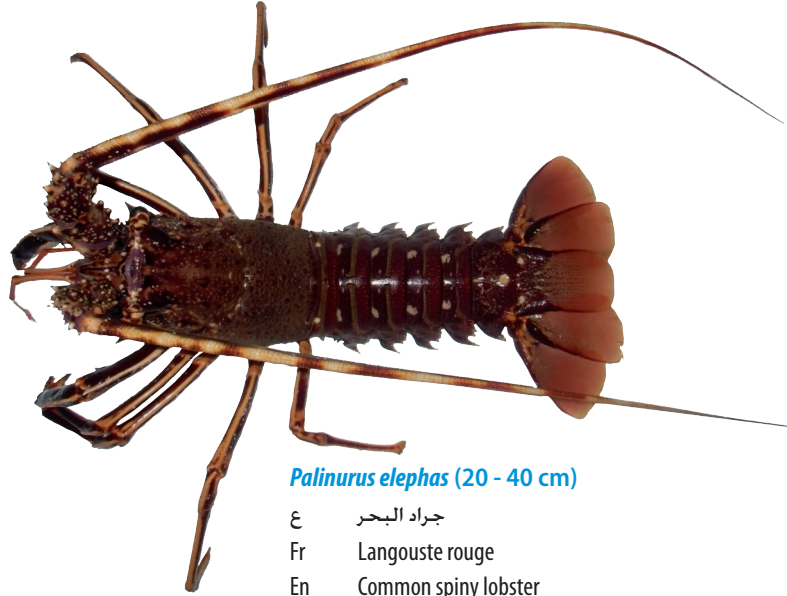 Palinurus elephas (20 - 40 cm)
ع جراد البحر
Fr Langouste rouge
En Common spiny lobster